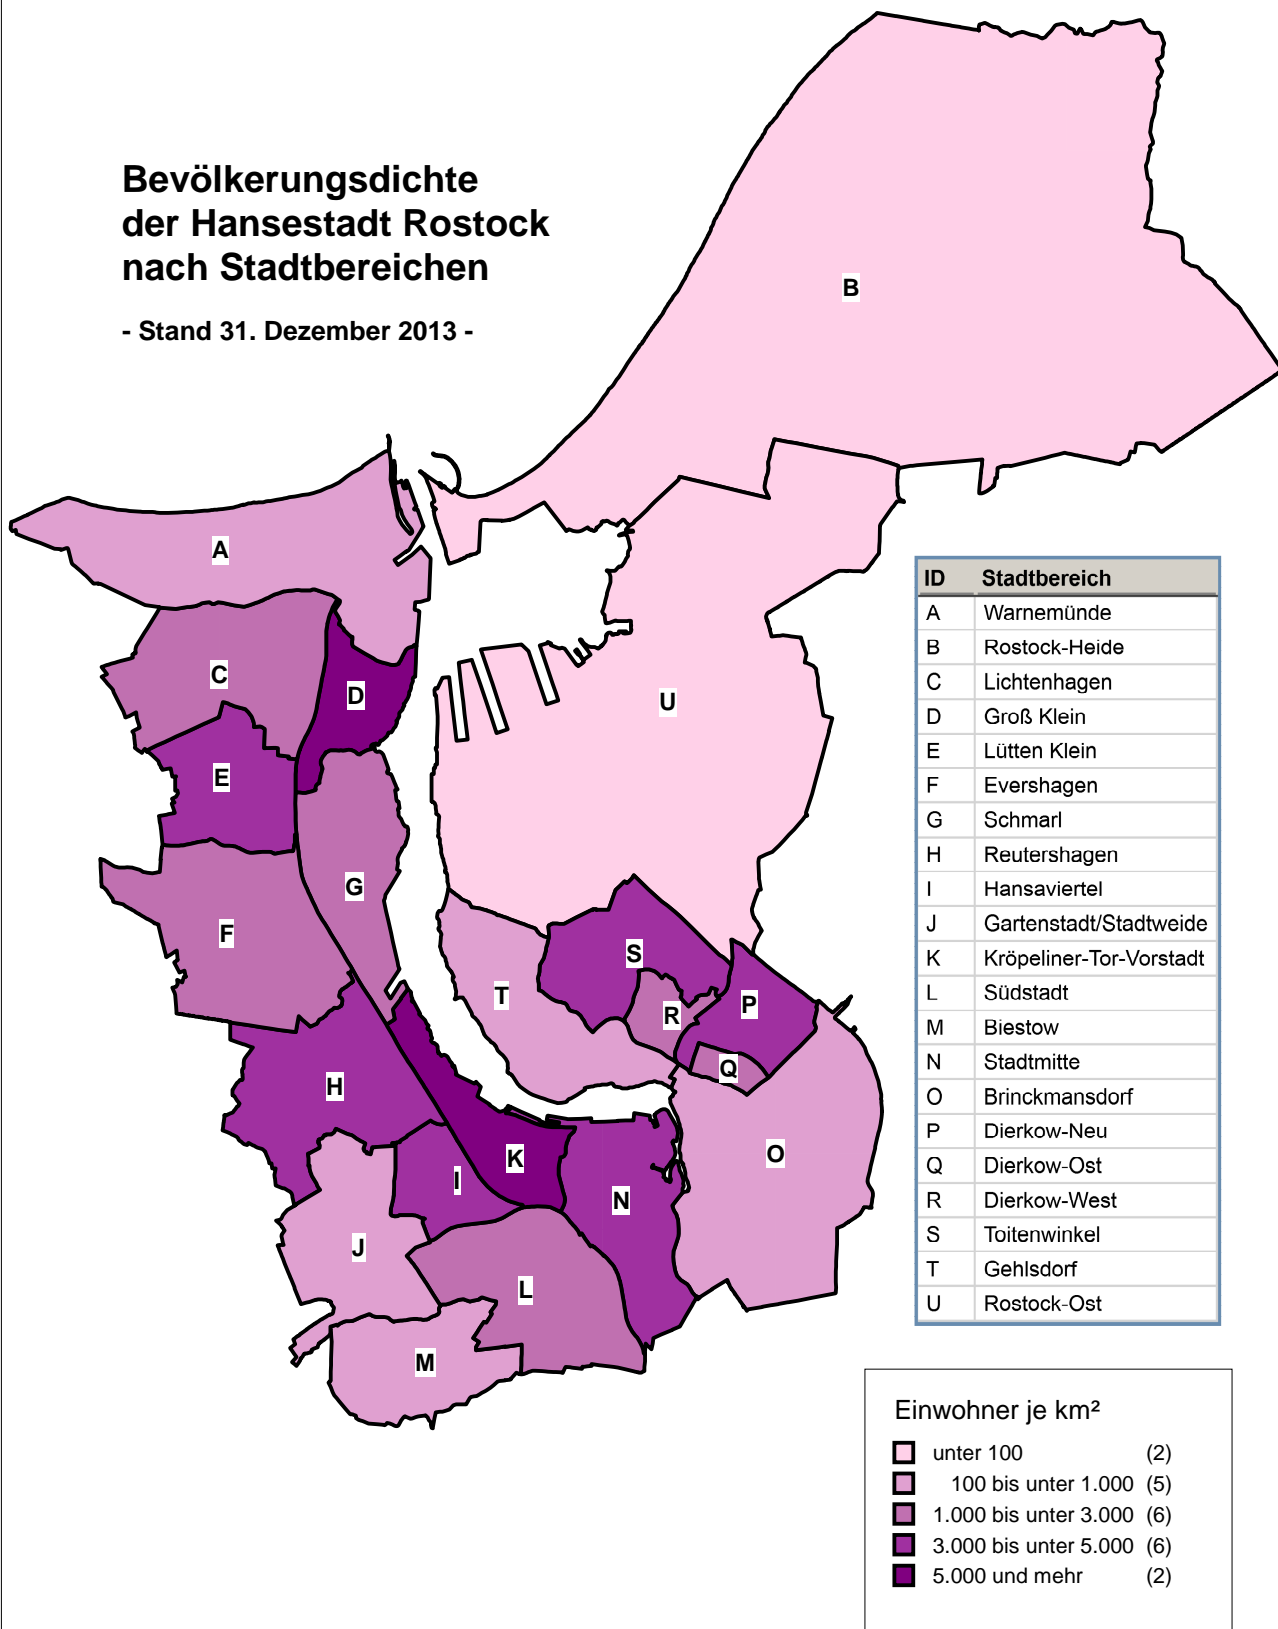 Bevölkerungsdichte
der Hansestadt Rostock
nach Stadtbereichen
- Stand 31. Dezember 2013 -
B
A
C
D
U
E
G
F
S
T
P
R
Q
H
K
O
I
N
J
L
M
ID Stadtbereich
A Warnemünde
B Rostock-Heide
C Lichtenhagen
D Groß Klein
E Lütten Klein
F Evershagen
G Schmarl
H Reutershagen
I Hansaviertel
J Gartenstadt/Stadtweide
K Kröpeliner-Tor-Vorstadt
L Südstadt
M Biestow
N Stadtmitte
O Brinckmansdorf
P Dierkow-Neu
Q Dierkow-Ost
R Dierkow-West
S Toitenwinkel
T Gehlsdorf
U Rostock-Ost
Einwohner je km²
unter 100 (2)
100 bis unter 1.000 (5)
1.000 bis unter 3.000 (6)
3.000 bis unter 5.000 (6)
5.000 und mehr (2)